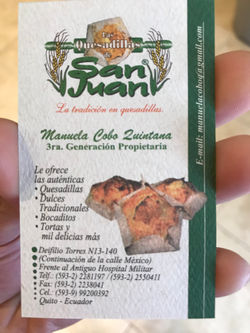 Las
Quesadillas
San
Juan
La tradición en quesadillas.
Manuela Cobo Quintana
3ra. Generación Propietaria
Le ofrece
las auténticas
• Quesadillas
• Dulces
Tradicionales
• Bocaditos
• Tortas y
mil delicias más
• Deifilio Torres N13-140
(Continuación de la calle México)
Frente al Antiguo Hospital Militar
Telf.: (593-2) 2281197 / (593-2) 2550411
Fax: (593-2) 2238041
Cel.: (593-9) 99200392
Quito - Ecuador
E-mail: manuelacobog@gmail.com